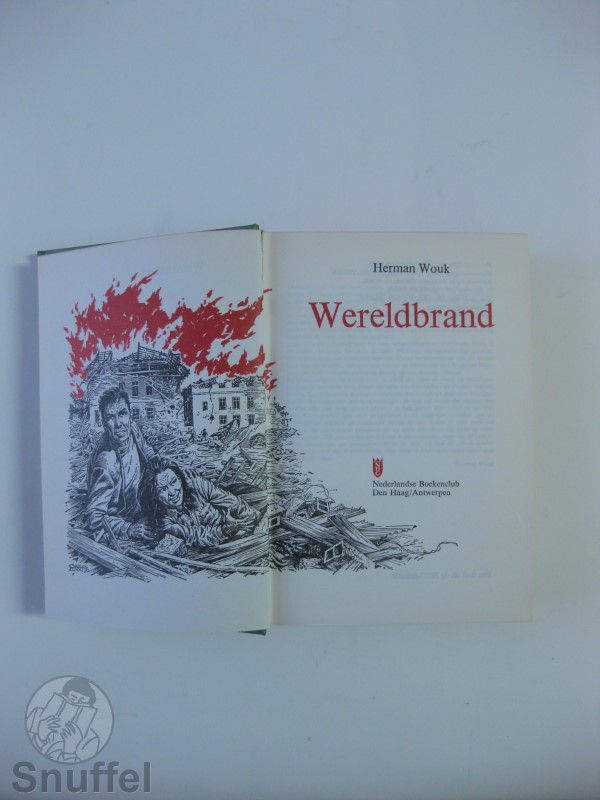 Herman Wouk
Wereldbrand
Nederlandse Boekenclub
Den Haag/Antwerpen
Snuffel